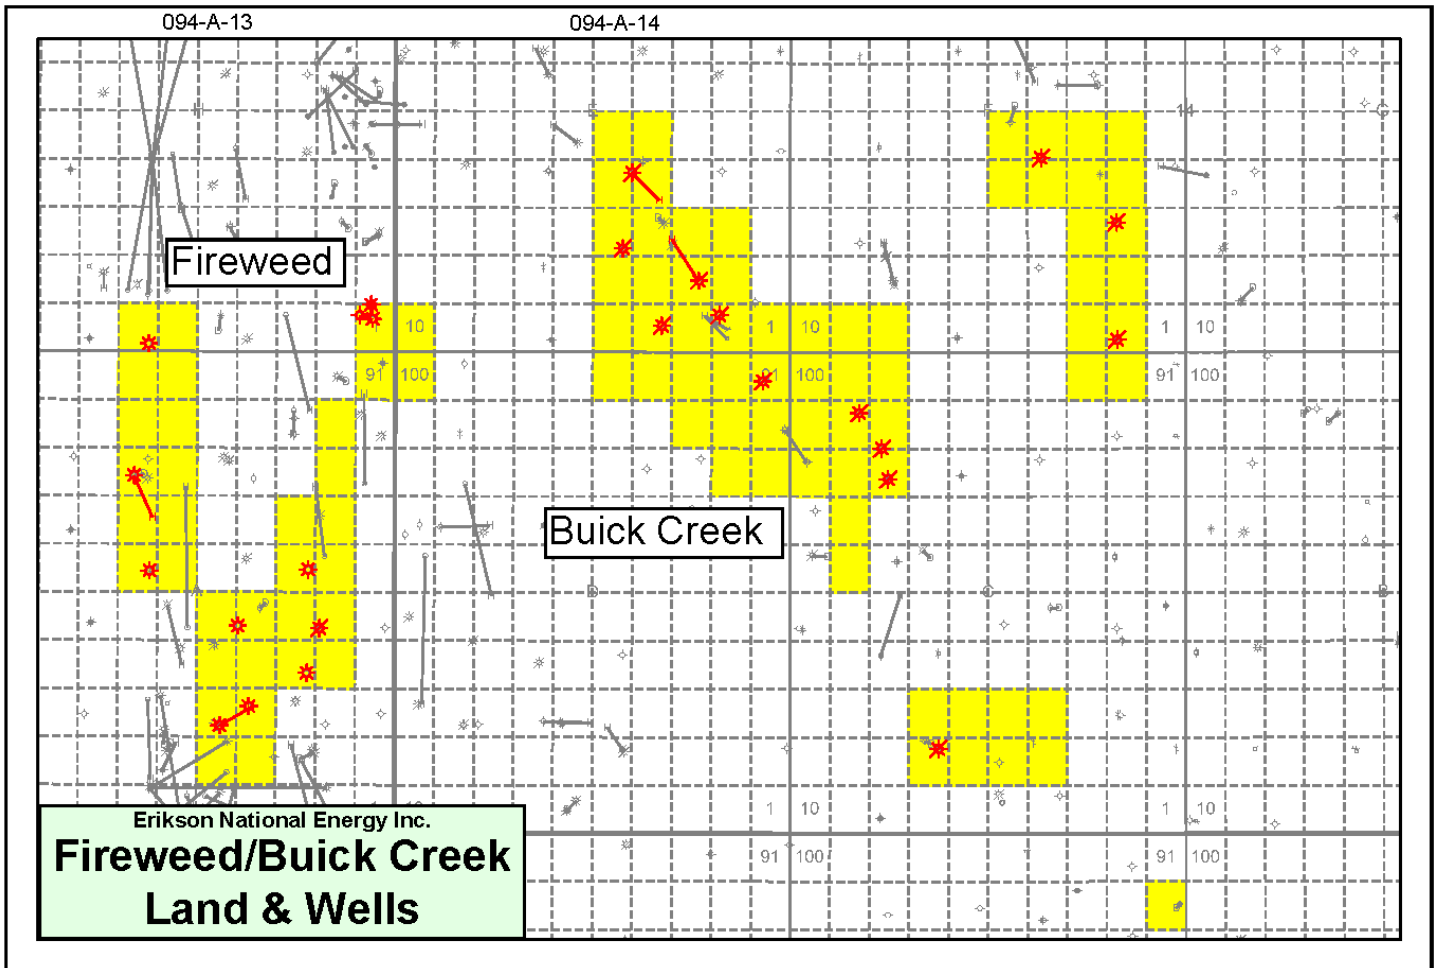 094-A-13 094-A-14
14
Fireweed
10 1 10 1 10
91 100 91 100 91 100
Buick Creek
D C B
1 10 1 10
Erikson National Energy Inc.
Fireweed/Buick Creek
Land & Wells
91 100 91 100